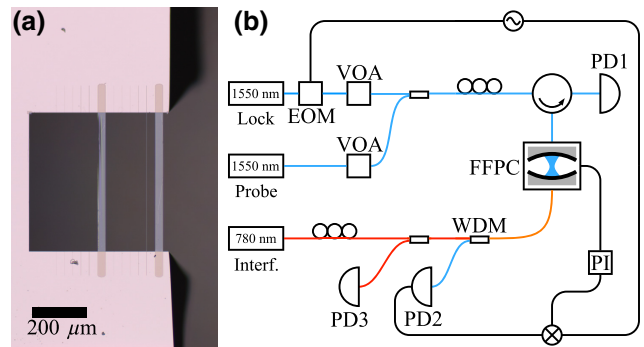 (a)
200 μm
(b)
1550 nm
Lock
EOM
VOA
PD1
1550 nm
Probe
VOA
FFPC
780 nm
Interf.
WDM
PD3
PD2
PI